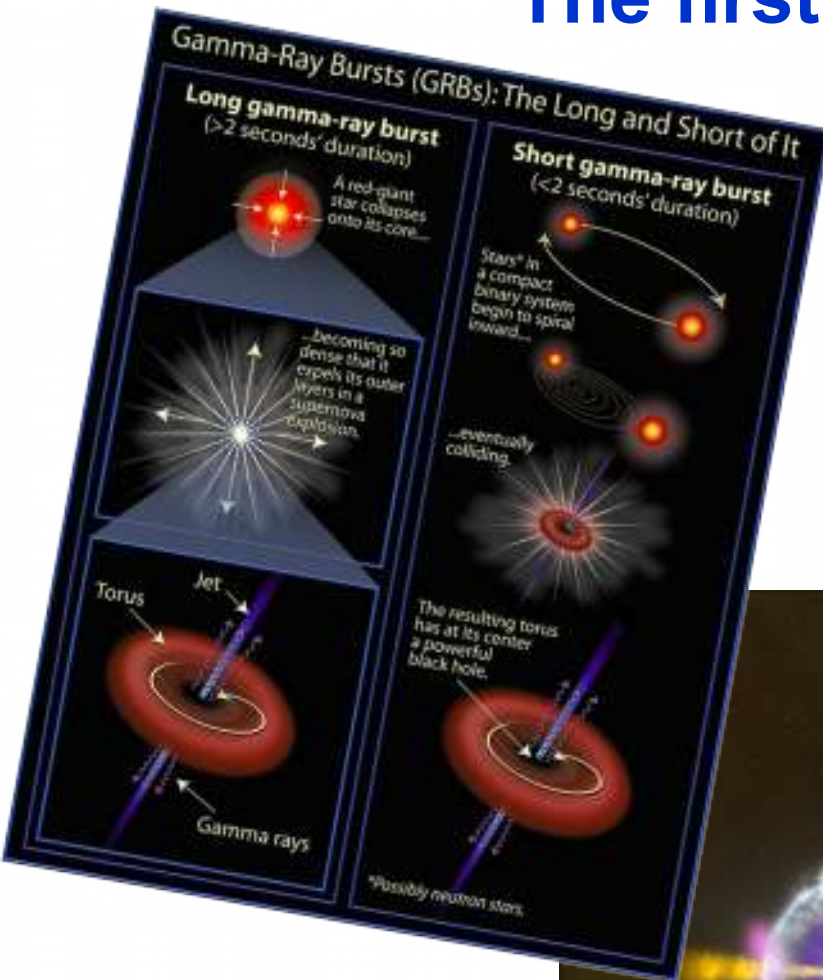 The first
Gamma-Ray Bursts (GRBs): The Long and Short of It
Long gamma-ray burst
(>2 seconds' duration)
A red-giant
star collapses
onto its core....
...becoming so
dense that it
expels its outer
layers in a
supernova
explosion.
Torus
Jet
Gamma rays
Short gamma-ray burst
(<2 seconds' duration)
Stars* in
a compact
binary system
begin to spiral
inward....
...eventually
colliding.
The resulting torus
has at its center
a powerful
black hole.
*Possibly neutron stars.